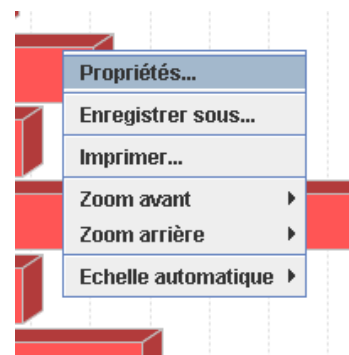 Propriétés...
Enregistrer sous...
Imprimer...
Zoom avant
Zoom arrière
Echelle automatique